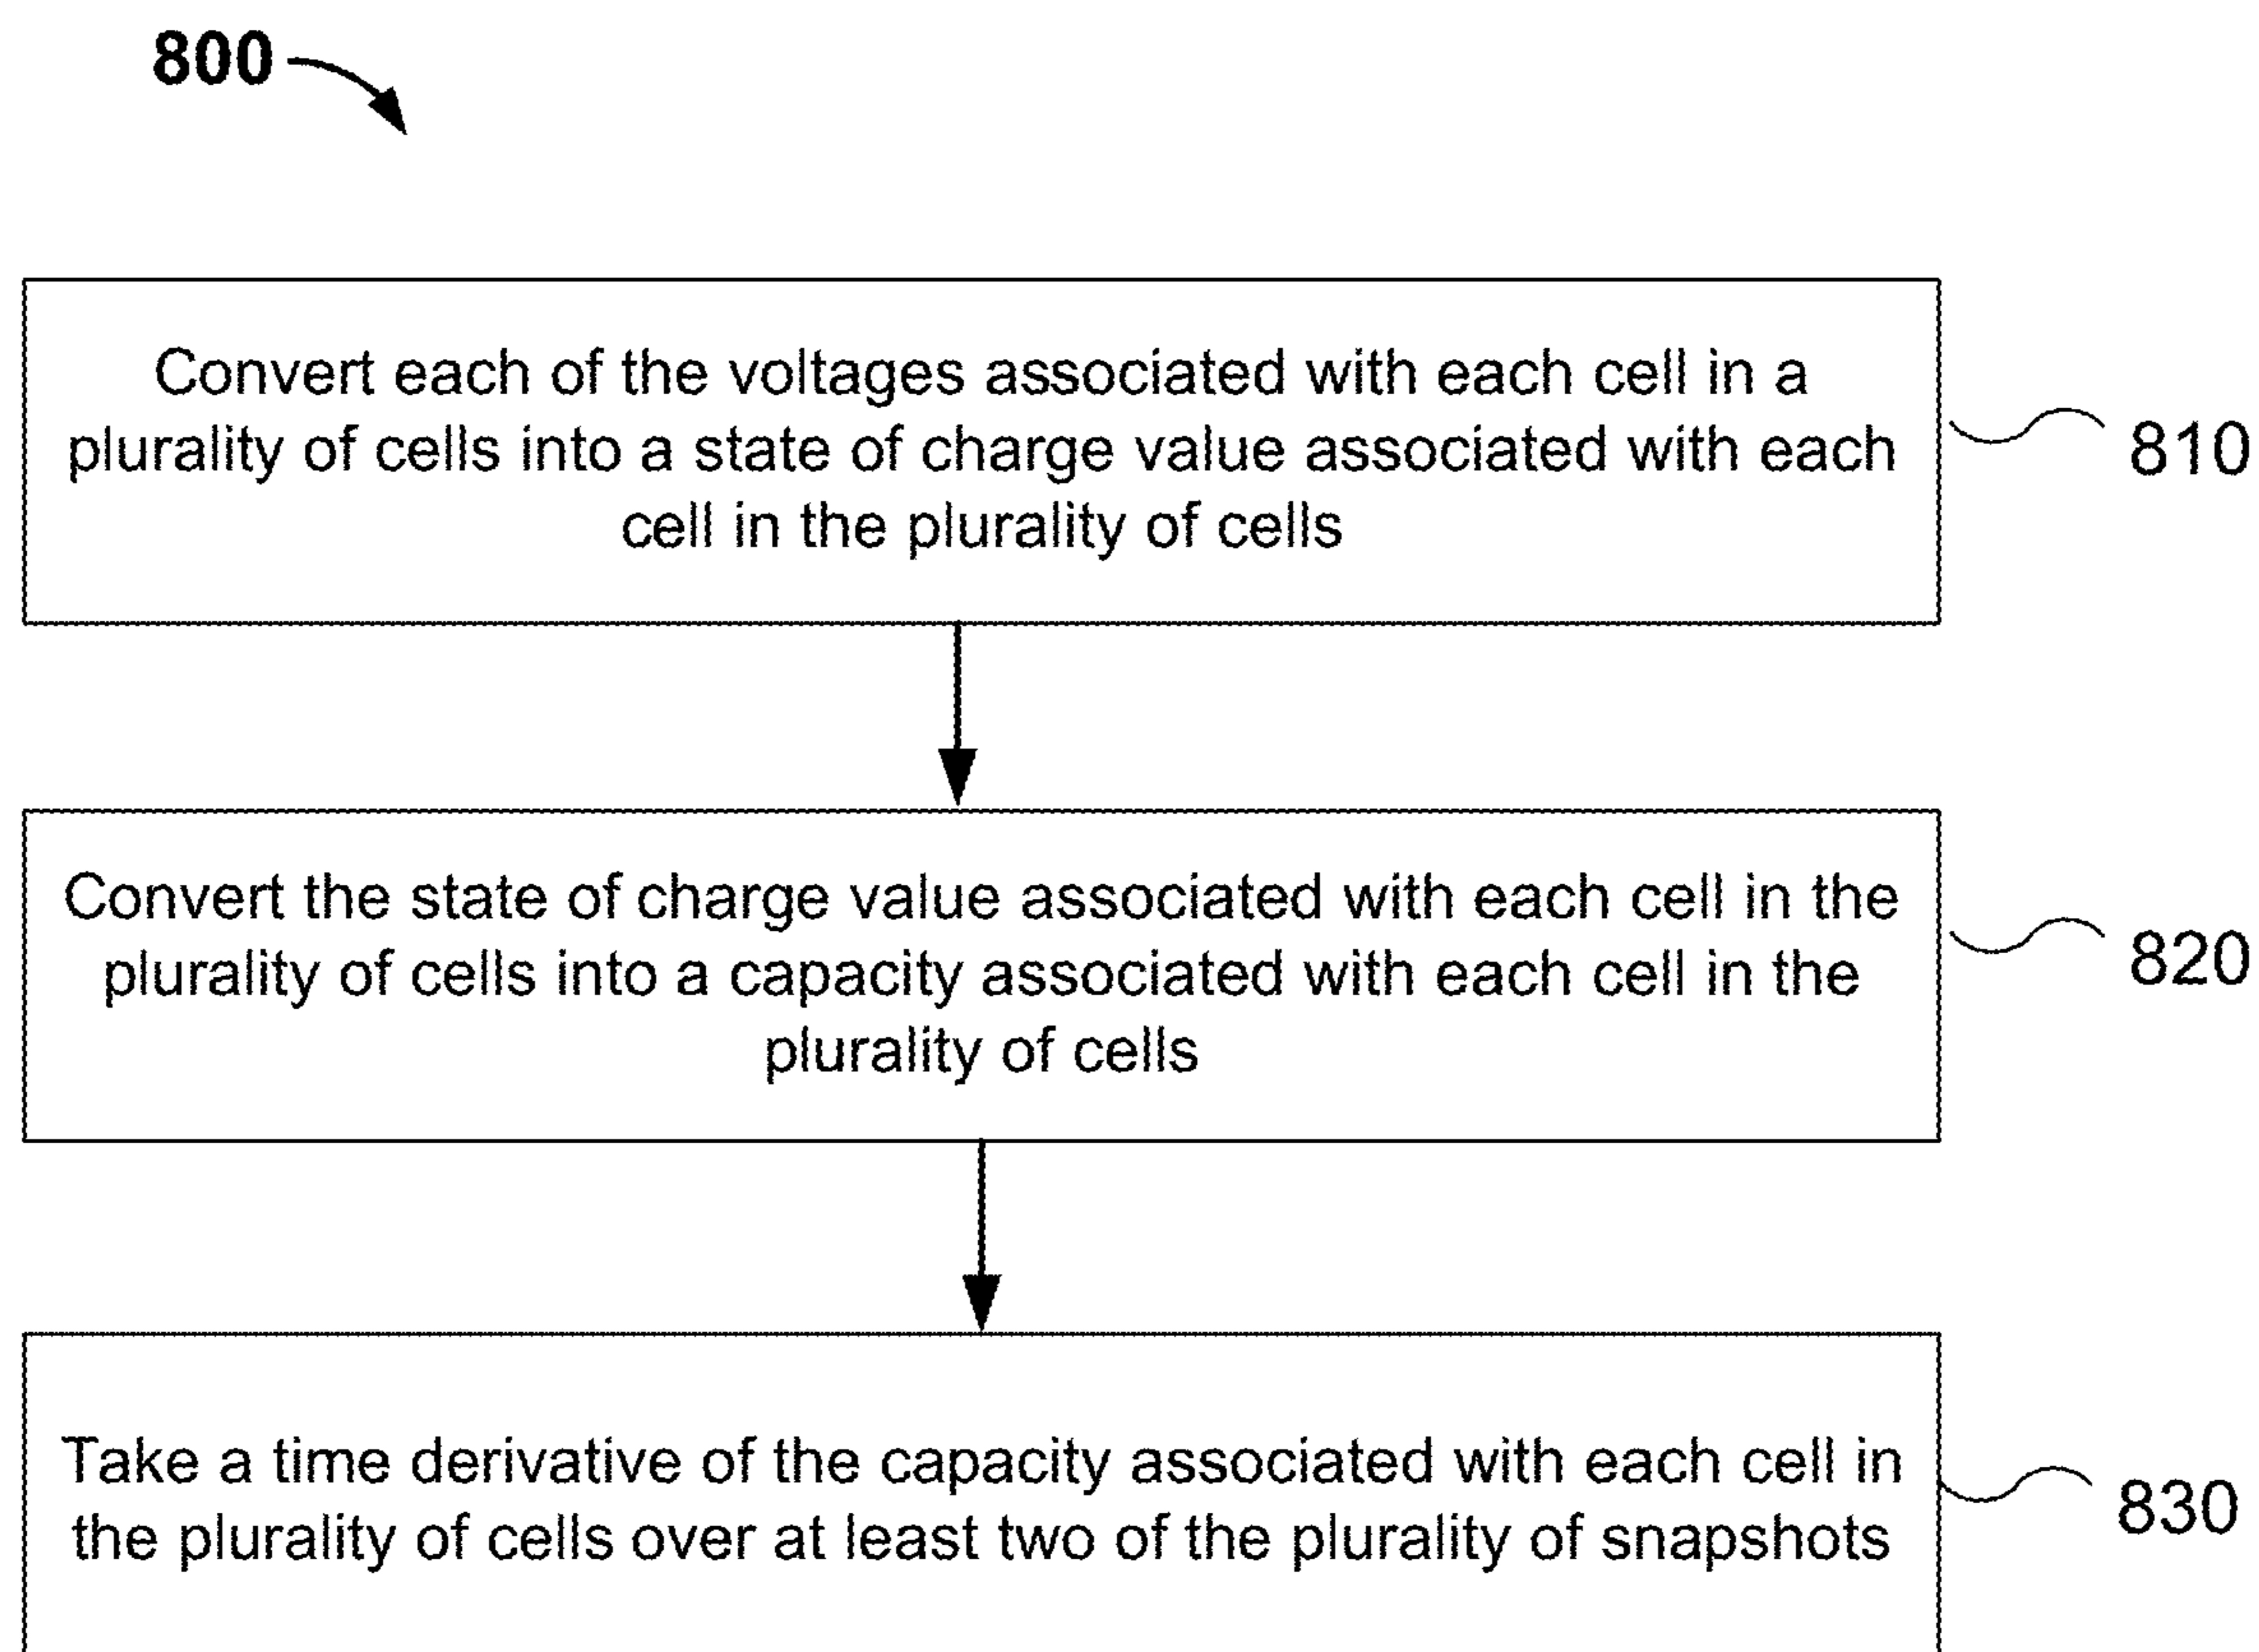 800
Convert each of the voltages associated with each cell in a
plurality of cells into a state of charge value associated with each
cell in the plurality of cells
810
Convert the state of charge value associated with each cell in the
plurality of cells into a capacity associated with each cell in the
plurality of cells
820
Take a time derivative of the capacity associated with each cell in
the plurality of cells over at least two of the plurality of snapshots
830